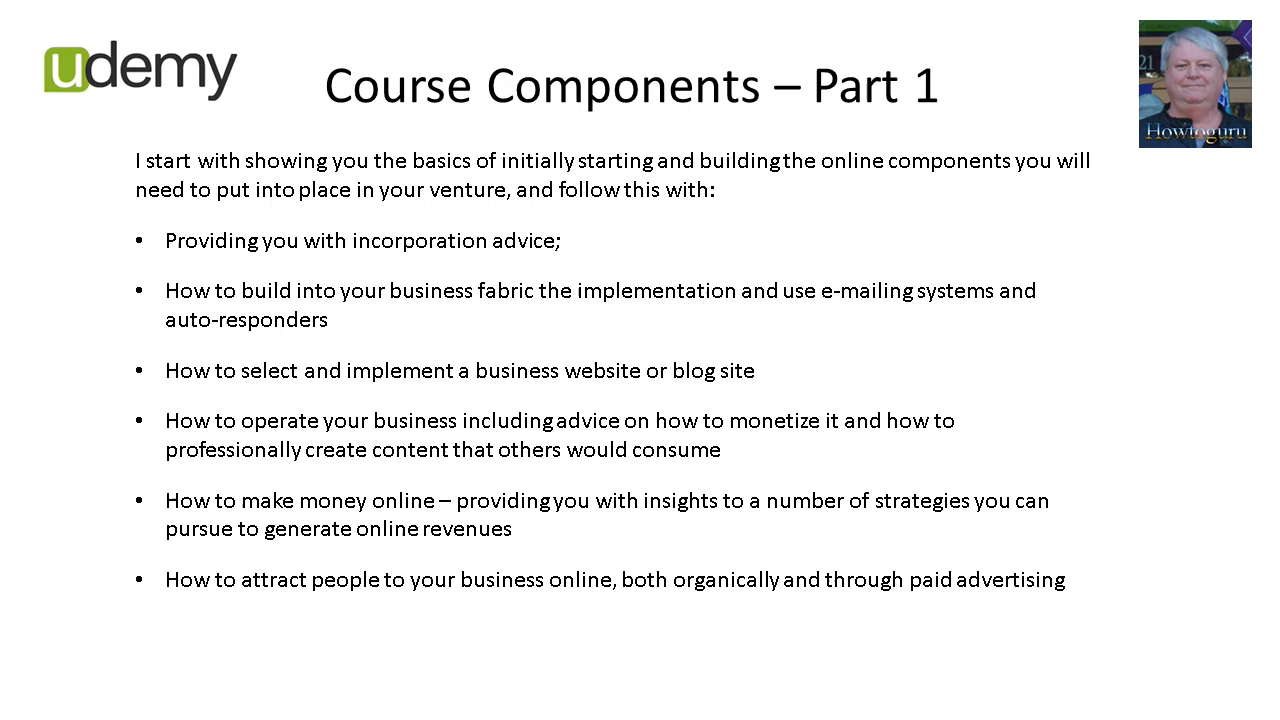 udemy
Course Components – Part 1
21
Howtoguru
I start with showing you the basics of initially starting and building the online components you will
need to put into place in your venture, and follow this with:
• Providing you with incorporation advice;
• How to build into your business fabric the implementation and use e-mailing systems and
auto-responders
• How to select and implement a business website or blog site
• How to operate your business including advice on how to monetize it and how to
professionally create content that others would consume
• How to make money online – providing you with insights to a number of strategies you can
pursue to generate online revenues
• How to attract people to your business online, both organically and through paid advertising